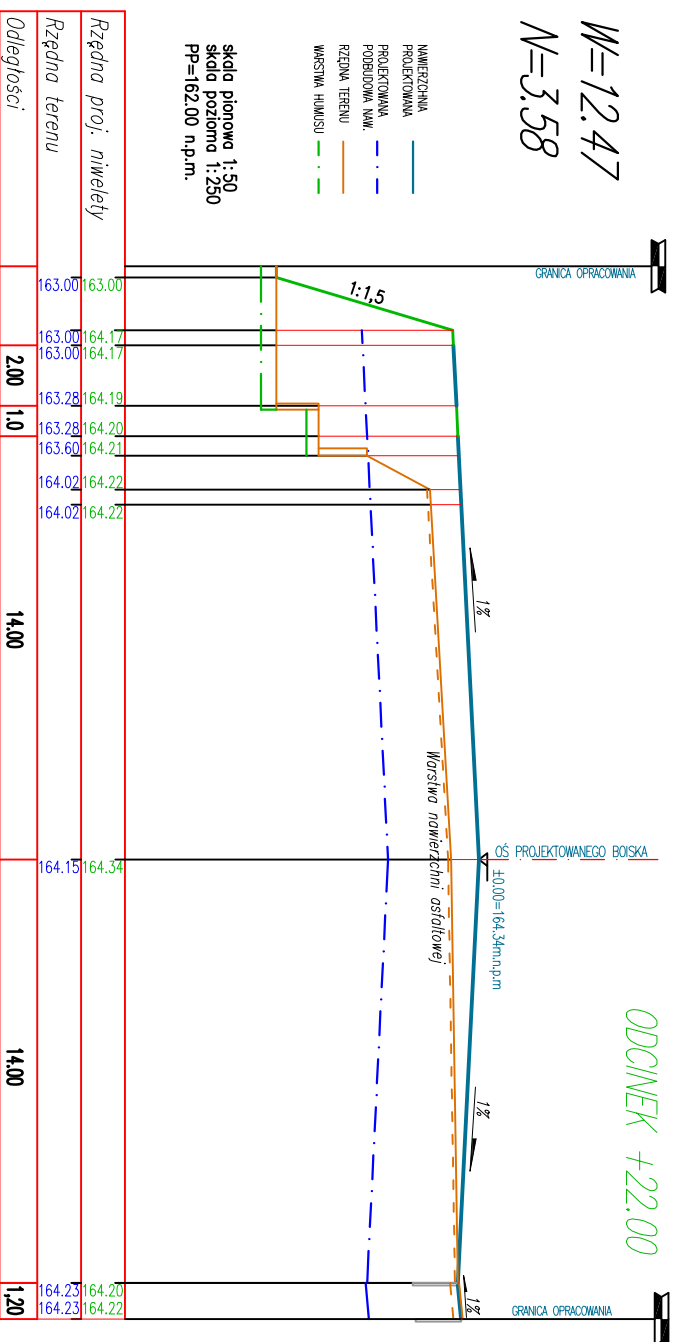 W=12.47
N=3.58
ODCINEK +22.00
GRANICA OPRACOWANIA
OŚ PROJEKTOWANEGO BOISKA
GRANICA OPRACOWANIA
±0.00=164.34m.n.p.m
1:1,5
1%
1%
1%
Warstwa nawierzchni asfaltowej
NAWIERZCHNIA
PROJEKTOWANA
PROJEKTOWANA
PODBUDOWA NAW.
RZĘDNA TERENU
WARSTWA HUMUSU
skala pionowa 1:50
skala pozioma 1:250
PP=162.00 n.p.m.
Rzędna proj. niwelety
163.00 164.17 164.17 164.19 164.20 164.21 164.22 164.22 164.34 164.20 164.22
Rzędna terenu
163.00 163.00 163.00 163.28 163.28 163.60 164.02 164.02 164.15 164.23 164.23
Odległości
2.00 1.0 14.00 14.00 1.20